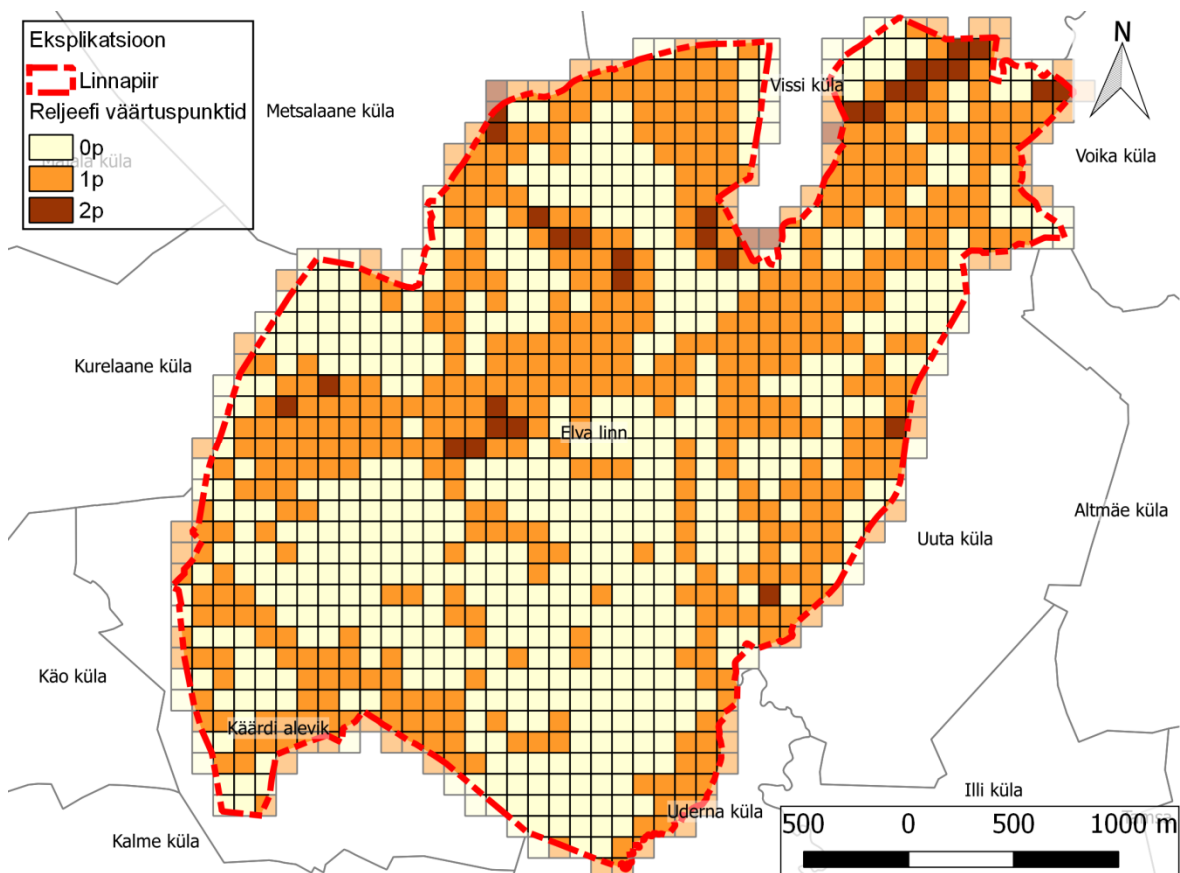 Eksplikatsioon
Linnapiir
Reljeefi väärtuspunktid
0p
1p
2p
N
Metsalaane küla
Vissi küla
Voika küla
Kurelaane küla
Elva linn
Altmäe küla
Uuta küla
Käo küla
Käärdi alevik
Illi küla
Uderna küla
Kalme küla
500 0 500 1000 m